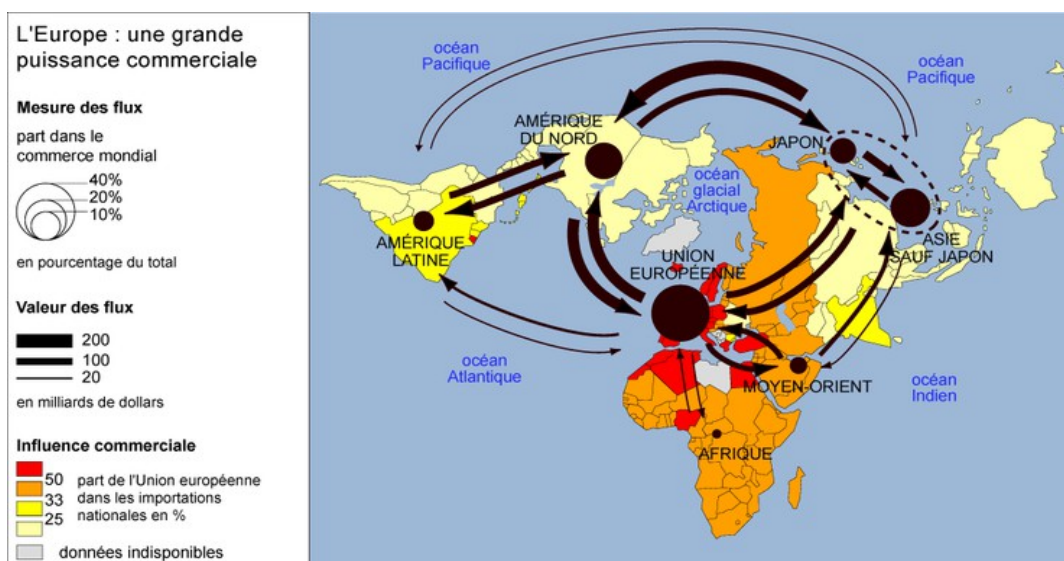 L'Europe : une grande
puissance commerciale
Mesure des flux
part dans le
commerce mondial
40%
20%
10%
en pourcentage du total
Valeur des flux
200
100
20
en milliards de dollars
Influence commerciale
50
33
25
part de l'Union européenne
dans les importations
nationales en %
données indisponibles
océan
Pacifique
océan
Pacifique
AMÉRIQUE
DU NORD
JAPON
océan
glacial
Arctique
AMÉRIQUE
LATINE
UNION
EUROPÉENNE
ASIE
SAUF JAPON
océan
Atlantique
MOYEN-ORIENT
océan
Indien
AFRIQUE